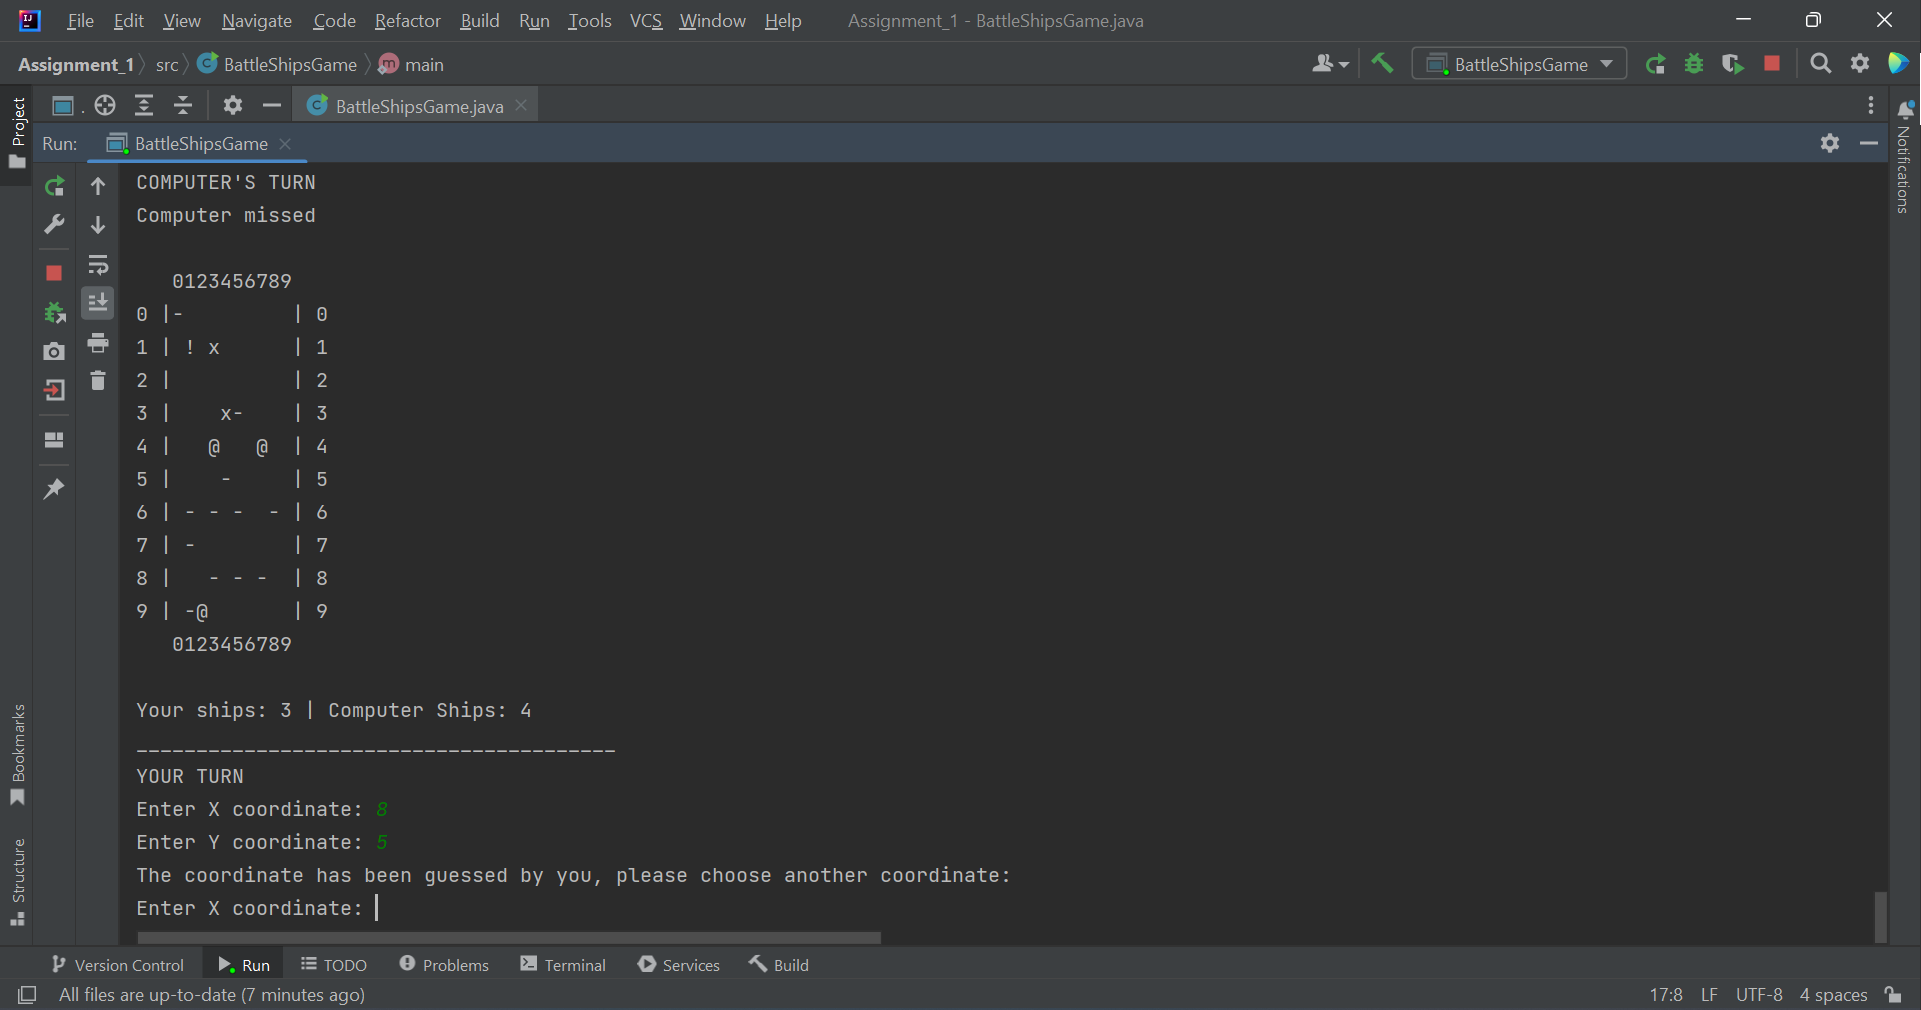 File Edit View Navigate Code Refactor Build Run Tools VCS Window Help Assignment_1 - BattleShipsGame.java
Assignment_1 src BattleShipsGame main BattleShipsGame
BattleShipsGame.java
Project
Notifications
Run: BattleShipsGame
COMPUTER'S TURN
Computer missed
   0123456789
0 |-         | 0
1 | ! x      | 1
2 |          | 2
3 |    x-    | 3
4 |   @   @  | 4
5 |    -     | 5
6 | - - -  - | 6
7 | -        | 7
8 |   - - -  | 8
9 | -@       | 9
   0123456789
Your ships: 3 | Computer Ships: 4
________________________________________
YOUR TURN
Enter X coordinate: 8
Enter Y coordinate: 5
The coordinate has been guessed by you, please choose another coordinate:
Enter X coordinate:
Bookmarks
Structure
Version Control Run TODO Problems Terminal Services Build
All files are up-to-date (7 minutes ago) 17:8 LF UTF-8 4 spaces